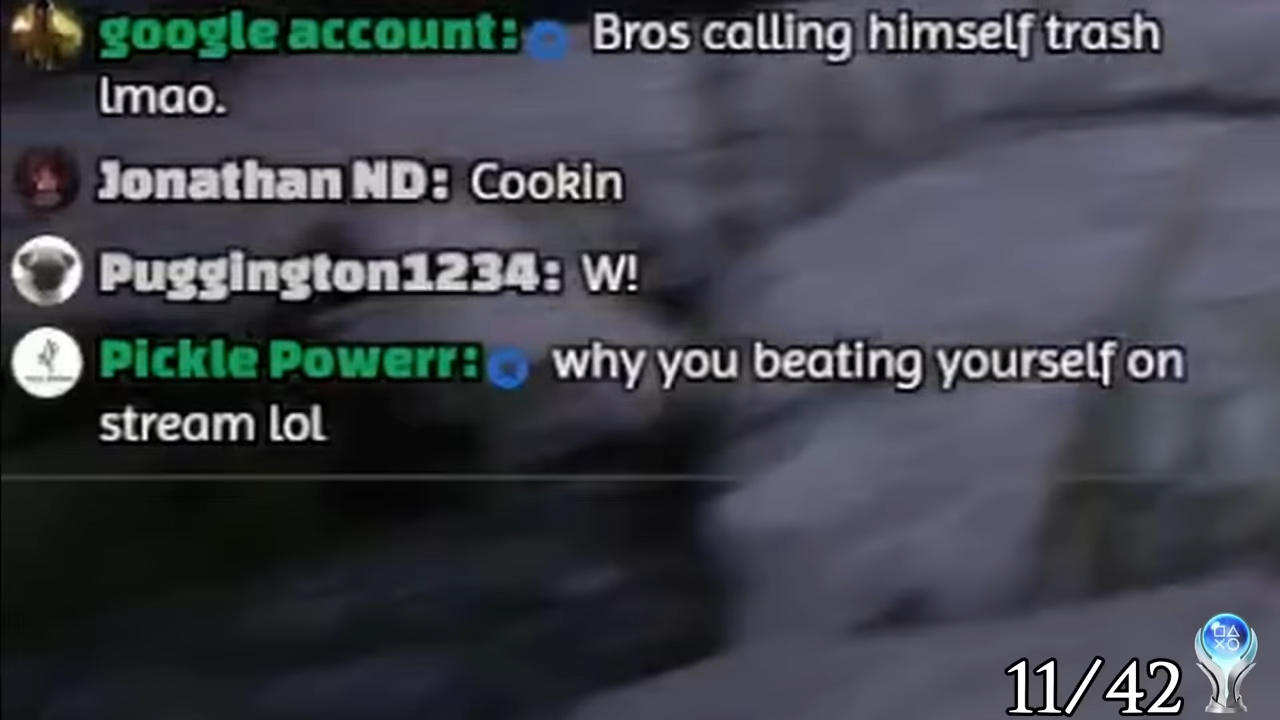 google account: Bros calling himself trash
lmao.
Jonathan ND: Cookin
Puggington1234: W!
Pickle Powerr: why you beating yourself on
stream lol
11/42